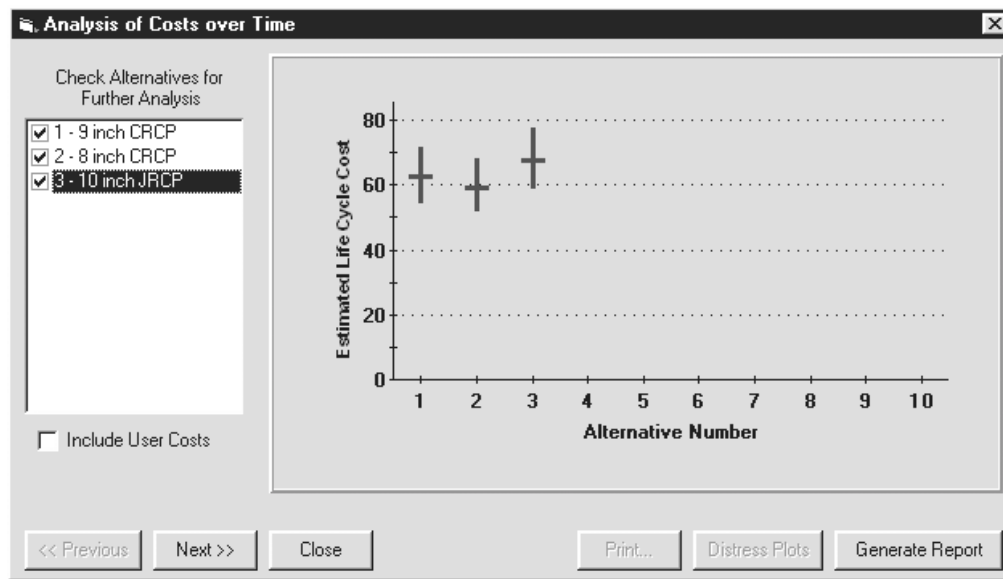 Analysis of Costs over Time
Check Alternatives for
Further Analysis
1 - 9 inch CRCP
2 - 8 inch CRCP
3 - 10 inch JRCP
Include User Costs
Estimated Life Cycle Cost
80
60
40
20
0
1 2 3 4 5 6 7 8 9 10
Alternative Number
<< Previous
Next >>
Close
Print...
Distress Plots
Generate Report